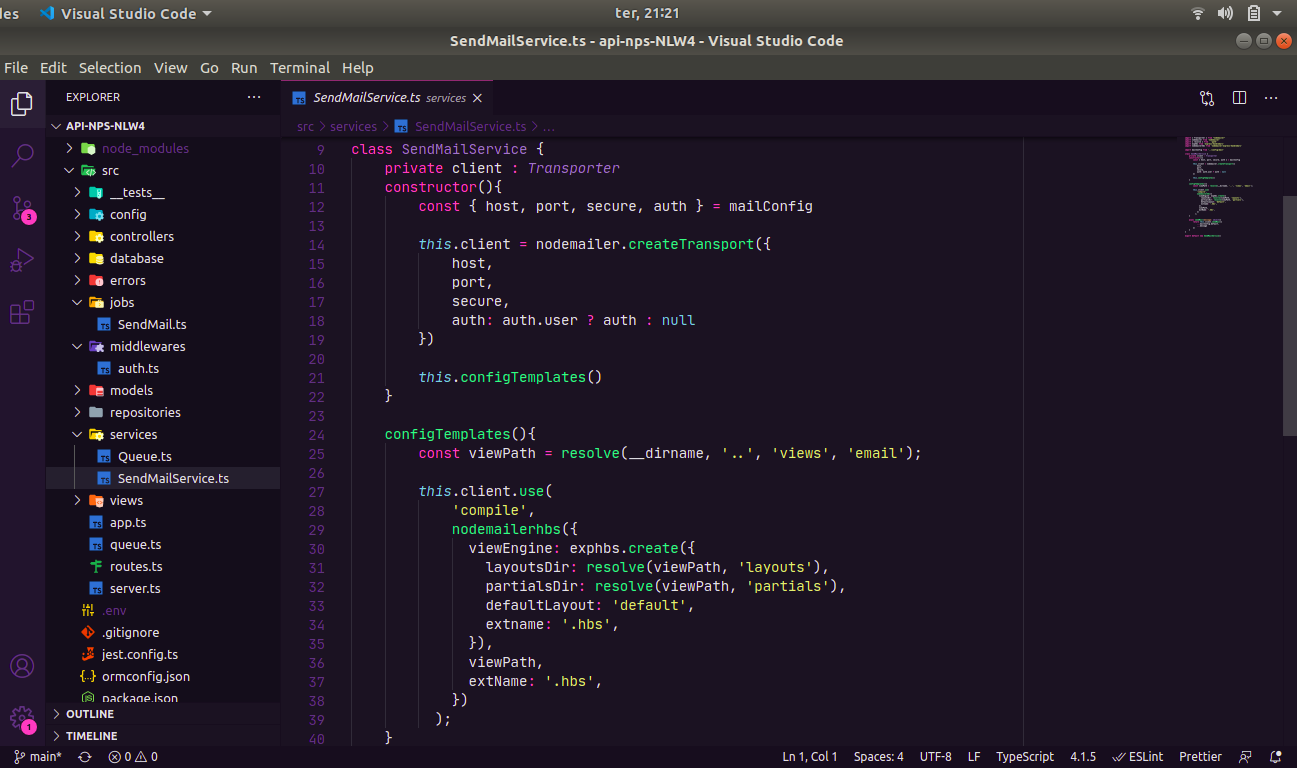 des Visual Studio Code ter, 21:21
SendMailService.ts - api-nps-NLW4 - Visual Studio Code
File Edit Selection View Go Run Terminal Help
EXPLORER ...
API-NPS-NLW4
node_modules
src
__tests__
config
controllers
database
errors
jobs
SendMail.ts
middlewares
auth.ts
models
repositories
services
Queue.ts
SendMailService.ts
views
app.ts
queue.ts
routes.ts
server.ts
.env
.gitignore
jest.config.ts
ormconfig.json
package.json
OUTLINE
TIMELINE
3
1
SendMailService.ts services
src > services > SendMailService.ts > ...
9 class SendMailService {
10 private client : Transporter
11 constructor(){
12 const { host, port, secure, auth } = mailConfig
13
14 this.client = nodemailer.createTransport({
15 host,
16 port,
17 secure,
18 auth: auth.user ? auth : null
19 })
20
21 this.configTemplates()
22 }
23
24 configTemplates(){
25 const viewPath = resolve(__dirname, '..', 'views', 'email');
26
27 this.client.use(
28 'compile',
29 nodemailerhbs({
30 viewEngine: exphbs.create({
31 layoutsDir: resolve(viewPath, 'layouts'),
32 partialsDir: resolve(viewPath, 'partials'),
33 defaultLayout: 'default',
34 extname: '.hbs',
35 }),
36 viewPath,
37 extName: '.hbs',
38 })
39 );
40 }
main* 0 0 Ln 1, Col 1 Spaces: 4 UTF-8 LF TypeScript 4.1.5 ESLint Prettier